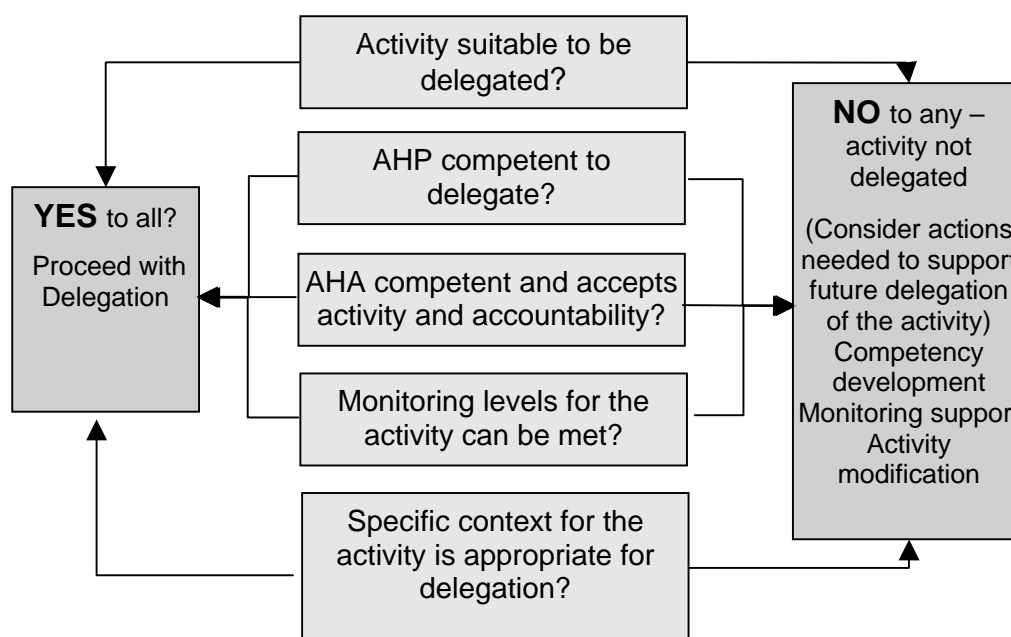 Activity suitable to be
delegated?
AHP competent to
delegate?
AHA competent and accepts
activity and accountability?
Monitoring levels for the
activity can be met?
Specific context for the
activity is appropriate for
delegation?
YES to all?
Proceed with
Delegation
NO to any –
activity not
delegated
(Consider actions
needed to support
future delegation
of the activity)
Competency
development
Monitoring support
Activity
modification